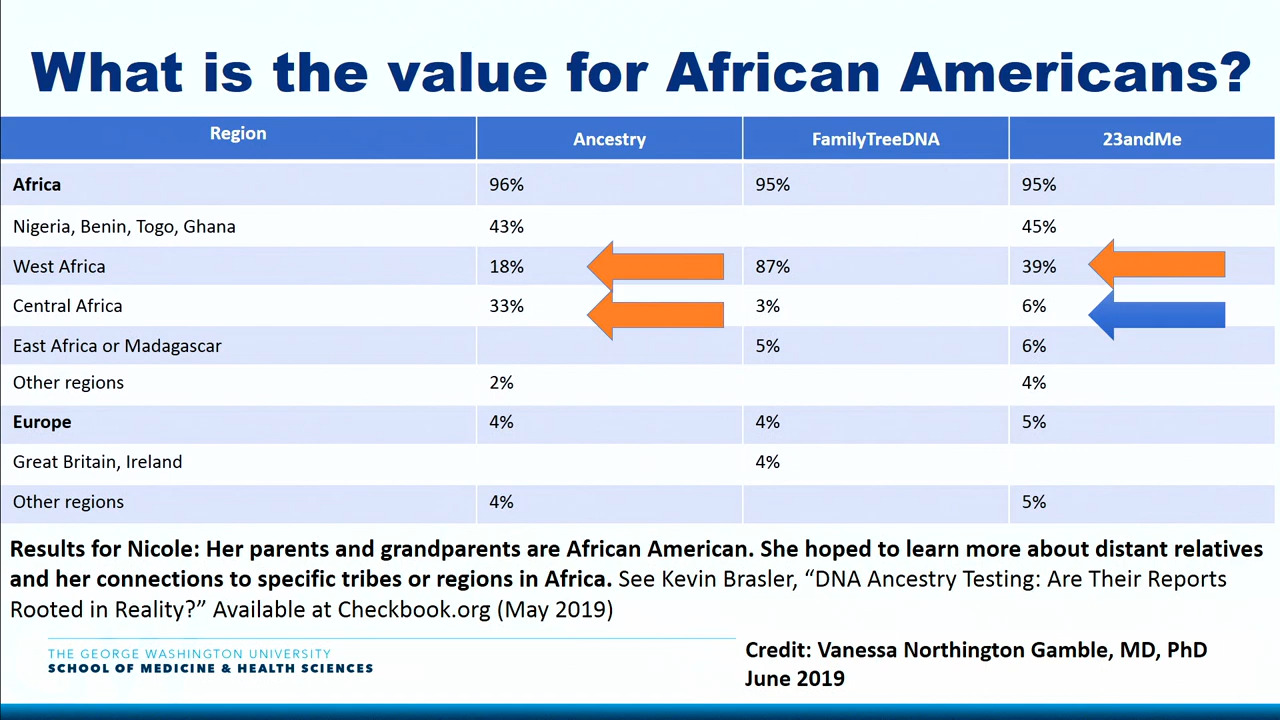 What is the value for African Americans?
Region Ancestry FamilyTreeDNA 23andMe
Africa 96% 95% 95%
Nigeria, Benin, Togo, Ghana 43% 45%
West Africa 18% 87% 39%
Central Africa 33% 3% 6%
East Africa or Madagascar 5% 6%
Other regions 2% 4%
Europe 4% 4% 5%
Great Britain, Ireland 4%
Other regions 4% 5%
Results for Nicole: Her parents and grandparents are African American. She hoped to learn more about distant relatives
and her connections to specific tribes or regions in Africa. See Kevin Brasler, “DNA Ancestry Testing: Are Their Reports
Rooted in Reality?” Available at Checkbook.org (May 2019)
THE GEORGE WASHINGTON UNIVERSITY
SCHOOL OF MEDICINE & HEALTH SCIENCES
Credit: Vanessa Northington Gamble, MD, PhD
June 2019